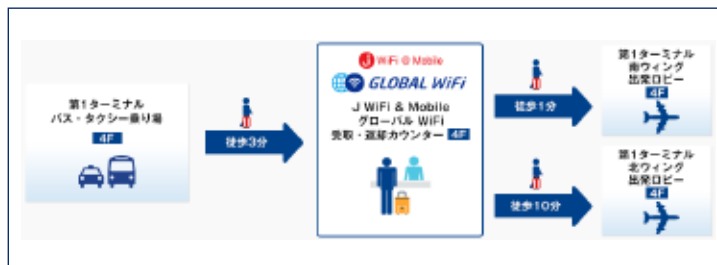 第1ターミナル
バス・タクシー乗り場
4F
徒歩3分
J WiFi & Mobile
GLOBAL WiFi
J WiFi & Mobile
グローバル WiFi
受取・返却カウンター 4F
徒歩1分
第1ターミナル
南ウィング
出発ロビー
4F
徒歩10分
第1ターミナル
北ウィング
出発ロビー
4F